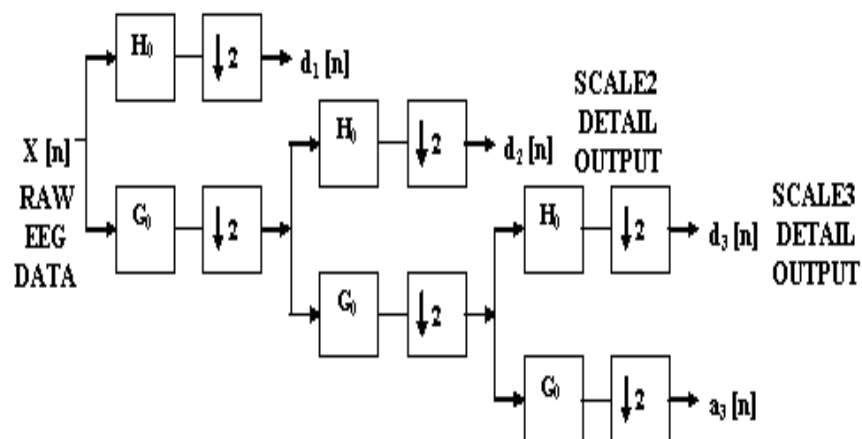 H₀
↓2
d₁ [n]
X [n]
RAW
EEG
DATA
G₀
↓2
H₀
↓2
d₂ [n]
SCALE2
DETAIL
OUTPUT
G₀
↓2
H₀
↓2
d₃ [n]
SCALE3
DETAIL
OUTPUT
G₀
↓2
a₃ [n]